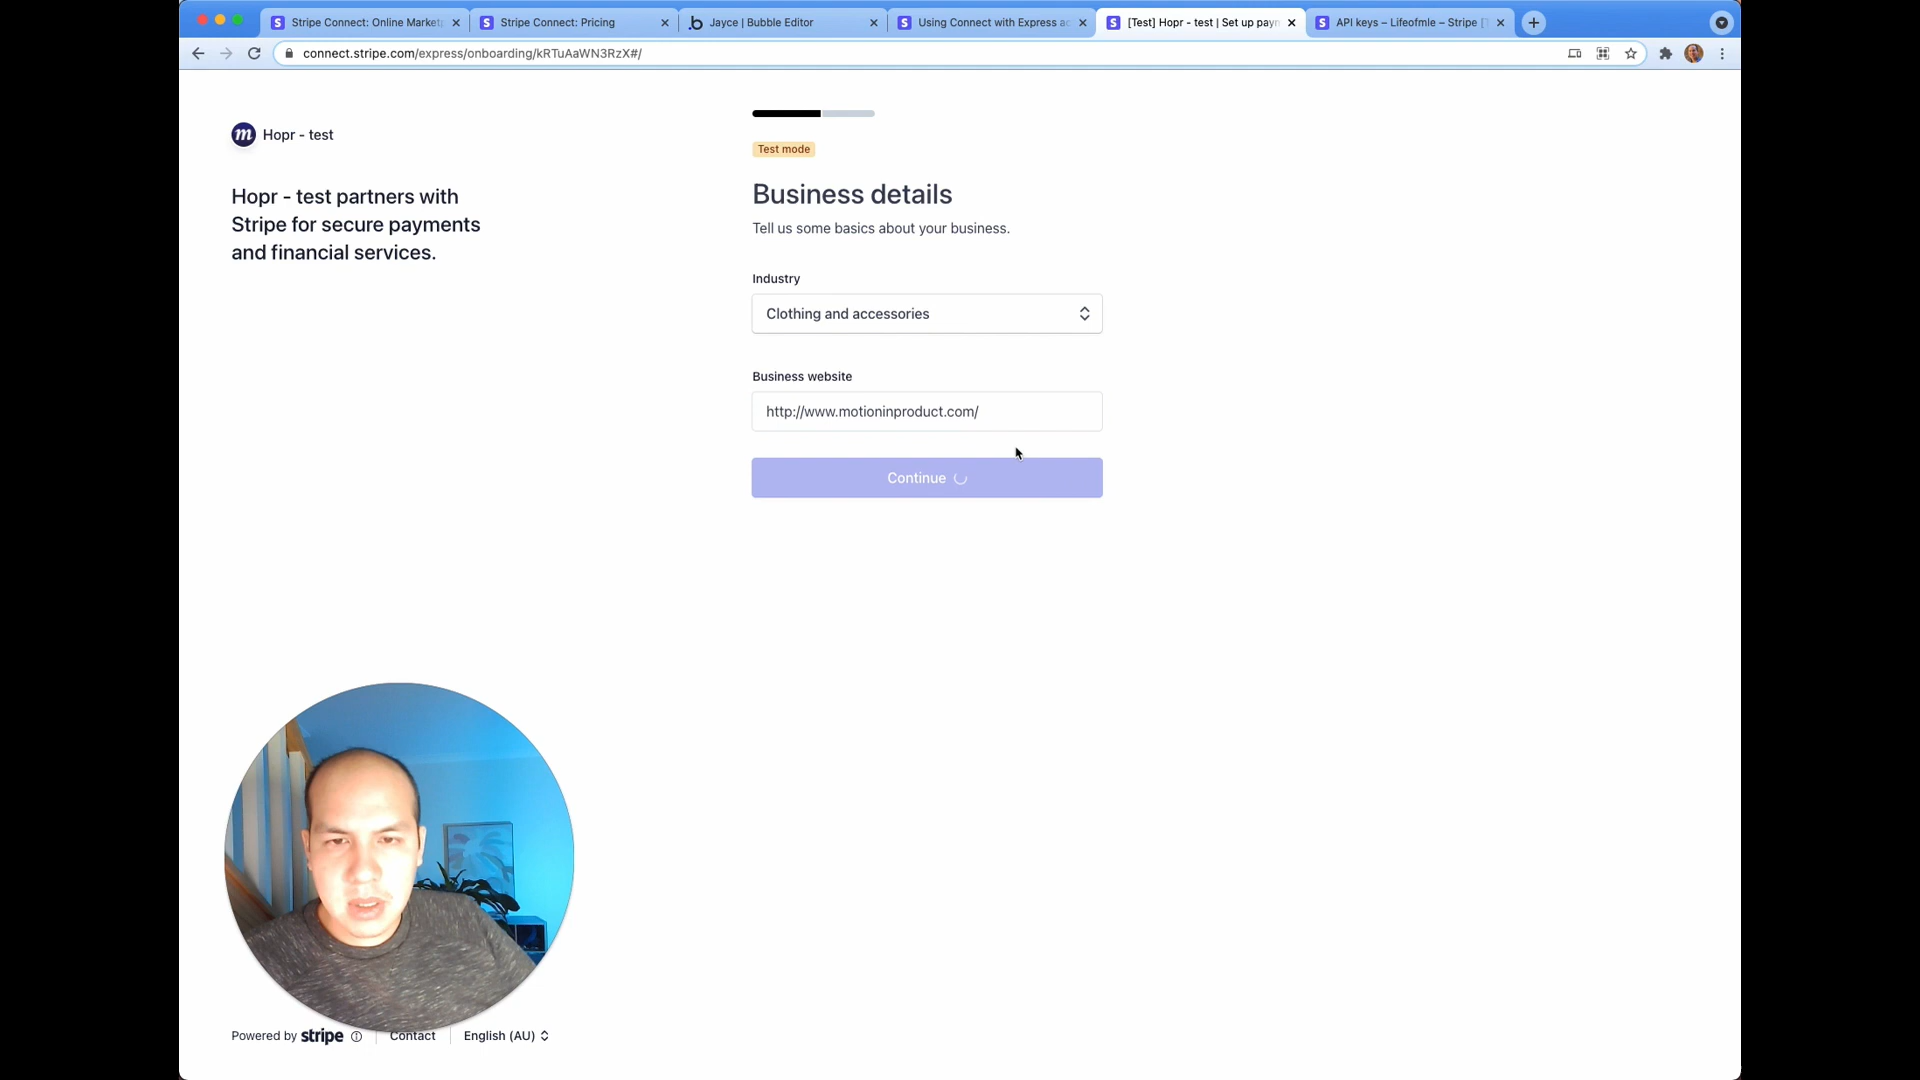 Stripe Connect: Online Market
Stripe Connect: Pricing
Jayce | Bubble Editor
Using Connect with Express ac
[Test] Hopr - test | Set up paym
API keys – Lifeofmle – Stripe [T
connect.stripe.com/express/onboarding/kRTuAaWN3RzX#/
m Hopr - test
Hopr - test partners with
Stripe for secure payments
and financial services.
Test mode
Business details
Tell us some basics about your business.
Industry
Clothing and accessories
Business website
http://www.motioninproduct.com/
Continue
Powered by stripe
Contact
English (AU)